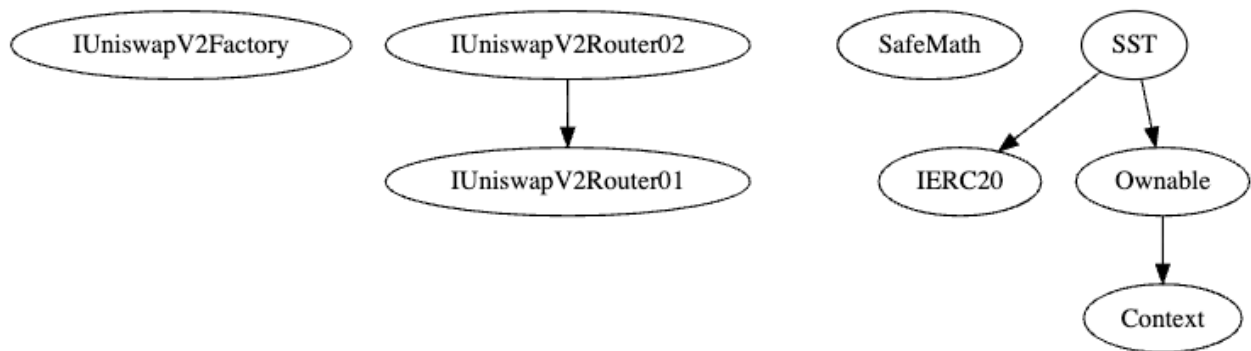 IUniswapV2Factory
IUniswapV2Router02
SafeMath
SST
IUniswapV2Router01
IERC20
Ownable
Context